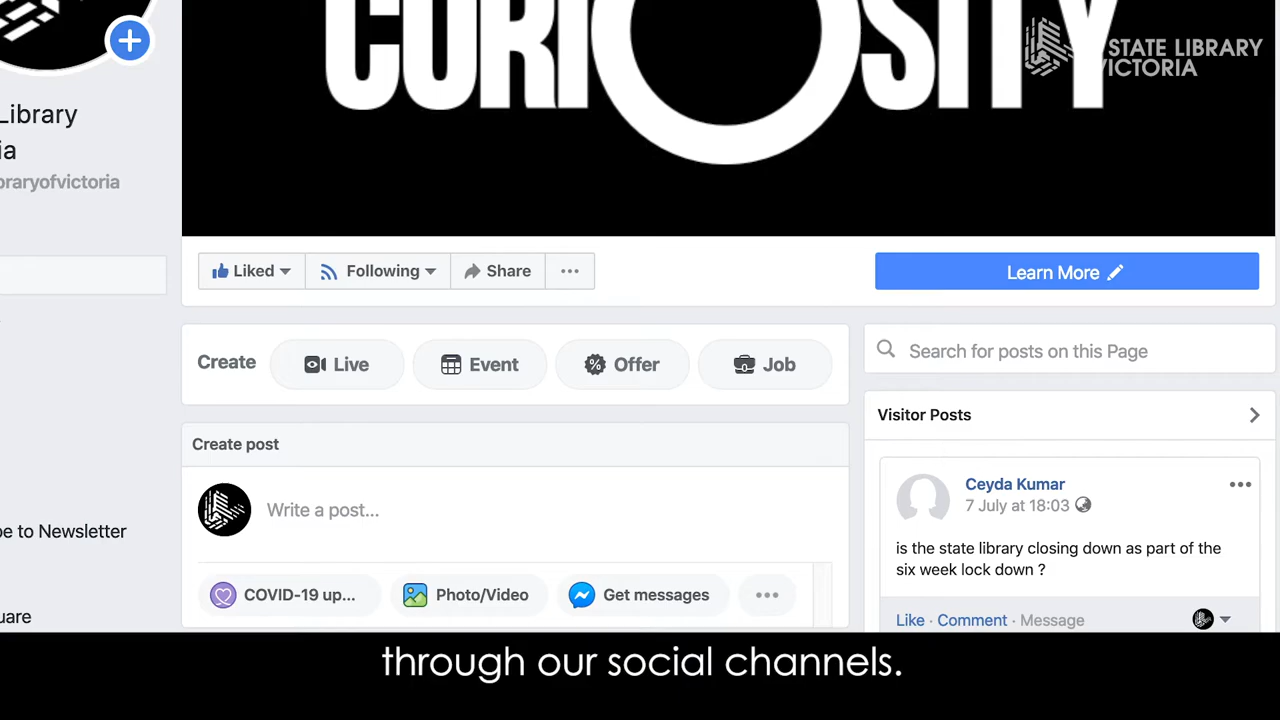 CURIOSITY
STATE LIBRARY
VICTORIA
Library
ia
oraryofvictoria
Liked
Following
Share
Learn More
Create
Live
Event
Offer
Job
Search for posts on this Page
Create post
Visitor Posts
Write a post...
Ceyda Kumar
7 July at 18:03
is the state library closing down as part of the
six week lock down ?
be to Newsletter
COVID-19 up...
Photo/Video
Get messages
uare
Like · Comment · Message
through our social channels.